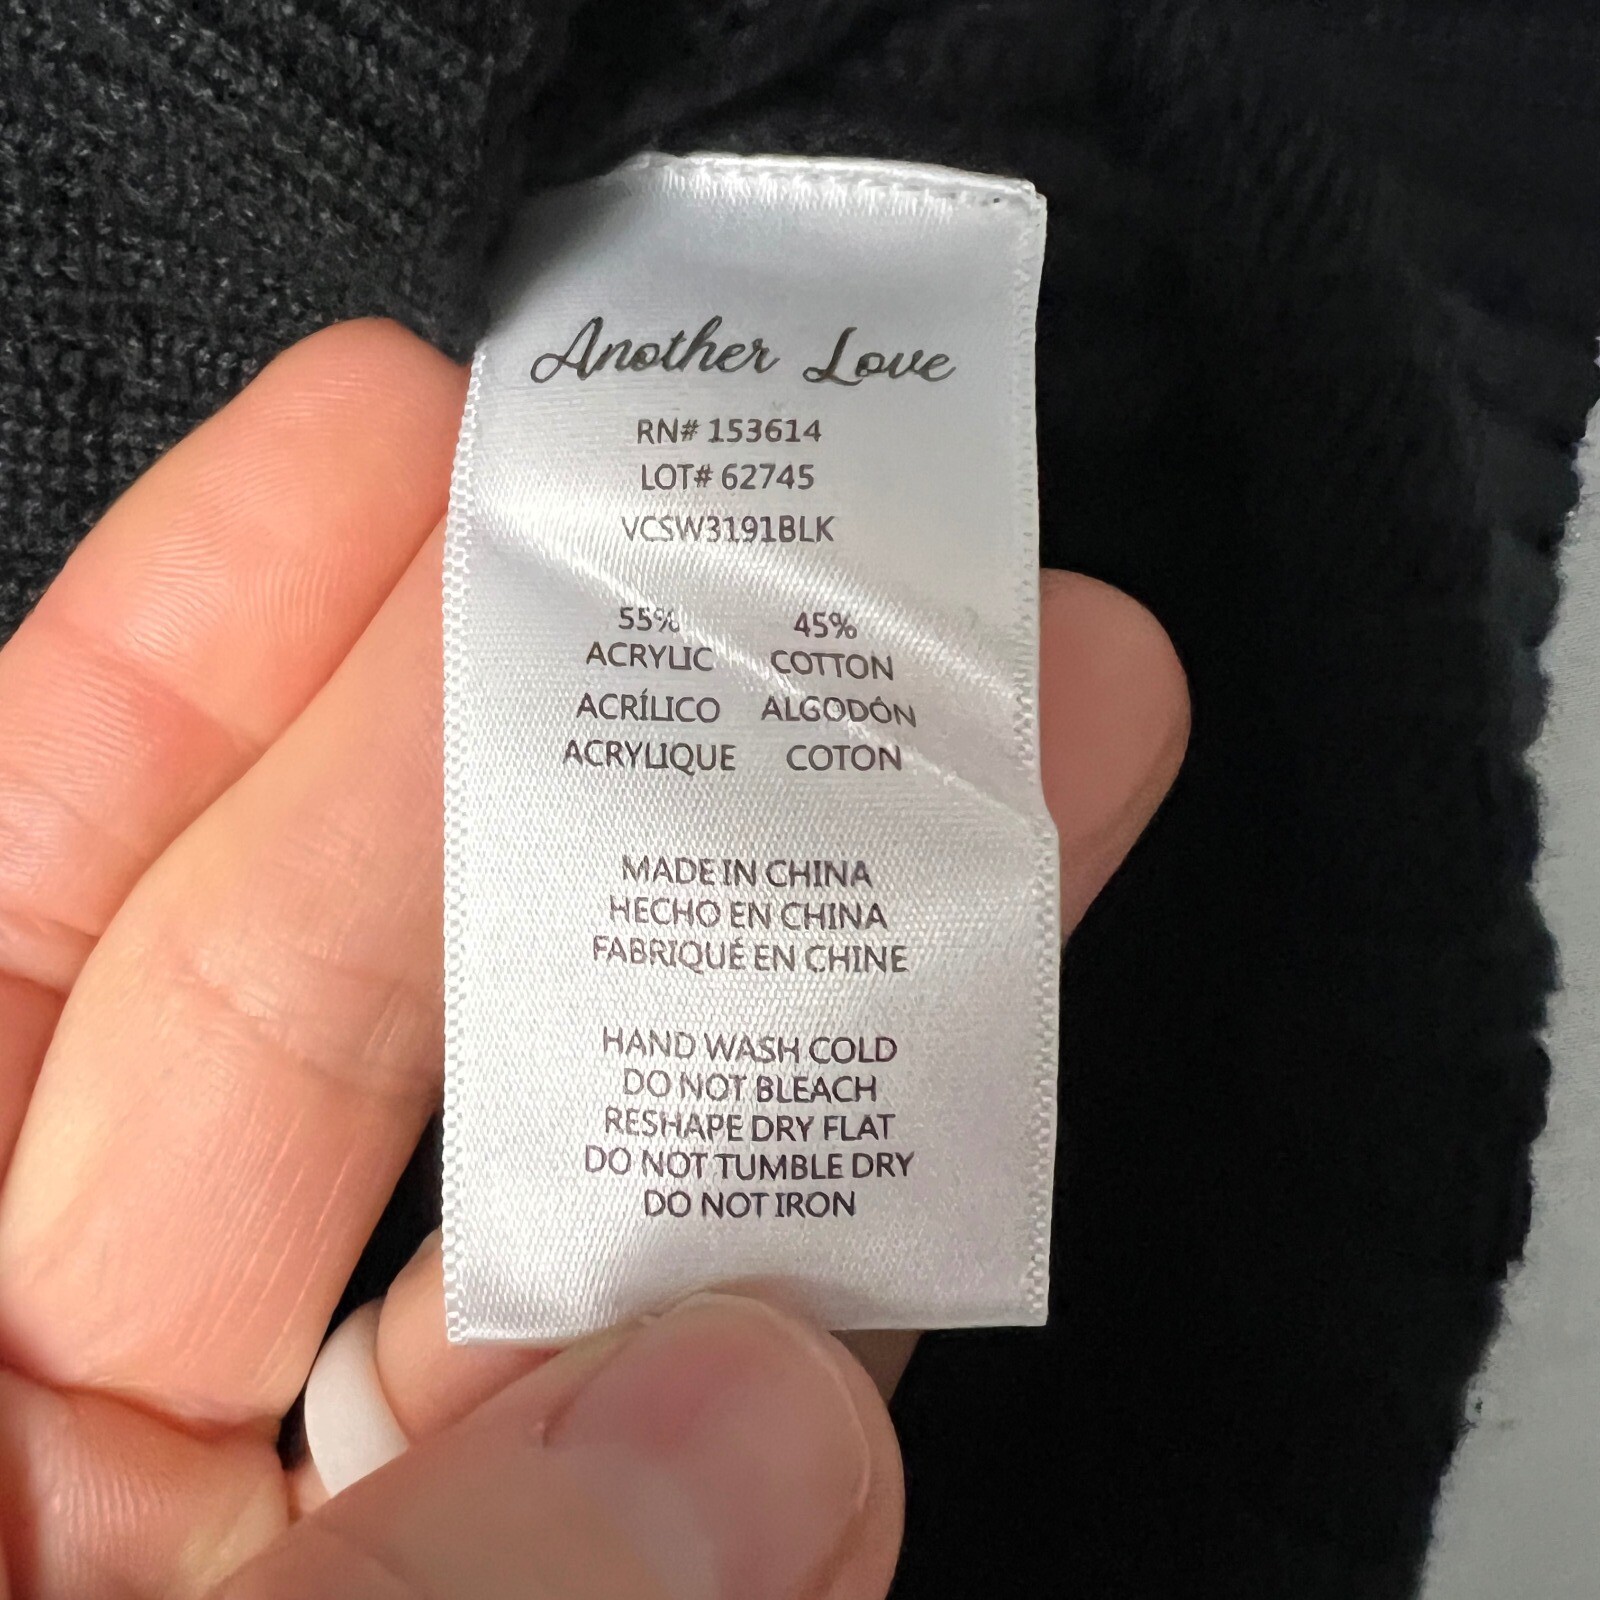 Another Love
RN# 153614
LOT# 62745
VCSW3191BLK
55% 45%
ACRYLIC COTTON
ACRÍLICO ALGODÓN
ACRYLIQUE COTON
MADE IN CHINA
HECHO EN CHINA
FABRIQUÉ EN CHINE
HAND WASH COLD
DO NOT BLEACH
RESHAPE DRY FLAT
DO NOT TUMBLE DRY
DO NOT IRON